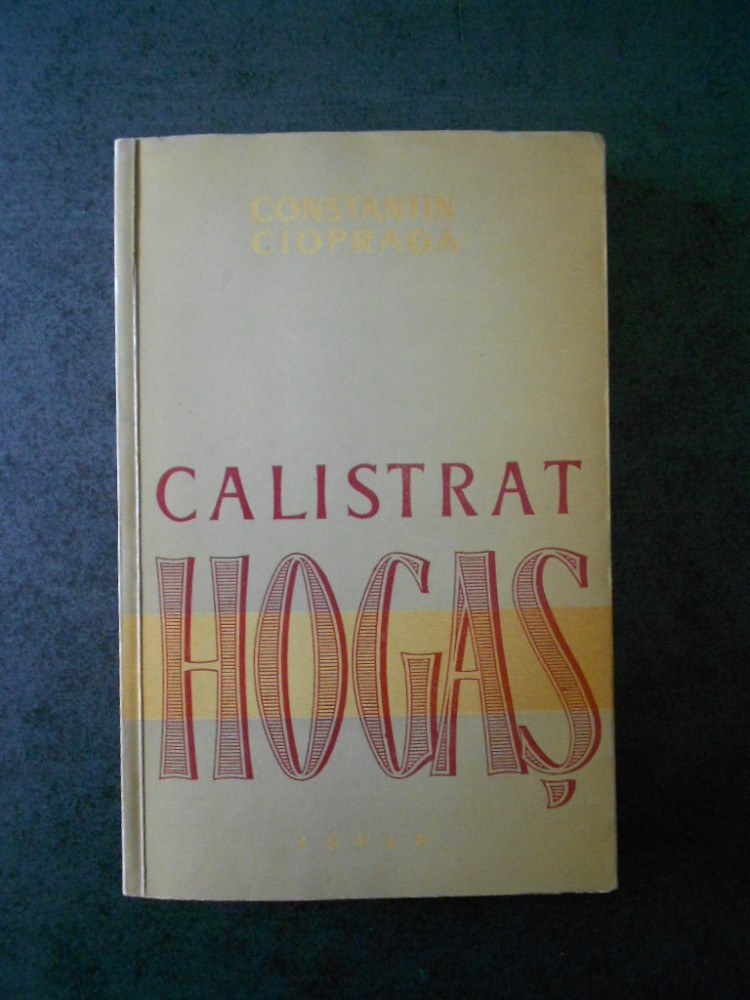 CONSTANTIN
CIOPRAGA
CALISTRAT
HOGAȘ
E S P L A